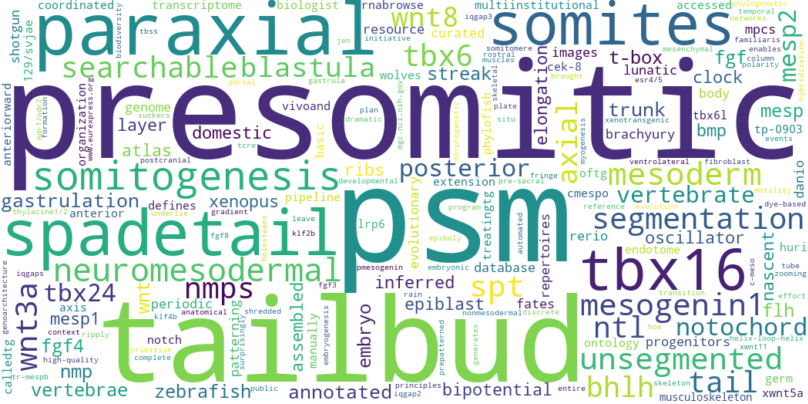 coordinated transcriptome biologist rnabrowse multiinstitutional accessed phylogenetic
biodiversity tbss jen wnt8 resource iqgap3 temporal networks
shotgun paraxial initiative curated somitomere rostral mesenchymal familiaris
129/svjae tbx6 muscles mpcs enables column polarity
searchableblastula wolves streak cek-8 images t-box fgf clock mesp2
dorsal gastrula brought lunatic esr4/5 hybridization
presomitic
anteriorward organization www.eurexpress.org genome suckers vivoand plan dramatic mgc.nci.nih.gov skeletal plate situ phylofish elongation body mesp
layer domestic basic trunk xenotransgenic tbx6l tp-0903
formation atlas postcranial tcre brachyury bmp events
somitogenesis ribs posterior axial mesoderm ventrolateral fibroblast
developmental pre-sacral fringe myogenesis
gastrulation xenopus pipeline extension oftg vertebrate danio
thylacine1/2 anterior defines underlie program cmespo reference evolution motility dye-based
spadetail psm segmentation
gradient leave lrp6 evolutionary treatingtgg rerio oscillator
fgf8 klf2b holosteans epiboly automated database repertoires endotome nascent huri
neuromesodermal pmesogenin embryonic c-meso tube zooming
genoarchitecture iqgaps nmps inferred spt tbx16
wnt3a tbx24 wnt fgf3 rain epiblast fates transition effort
axis klf4b anatomical tailbud nonmesodermal discrete mesogenin1 flh
mesp1 periodic patterning surprisingly assembled manually embryogenesis embryo hox
context ripply notch shredded prepatterned ntl notochord
fgf4 primitive generates unsegmented helix-loop-helix
calledtg high-quality complete principles ontology progenitors xwnt11
nmp zebrafish public annotated bipotential entire bhlh tail germ
tr-mespb vertebrae iqgap2 skeleton musculoskeleton xwnt5a